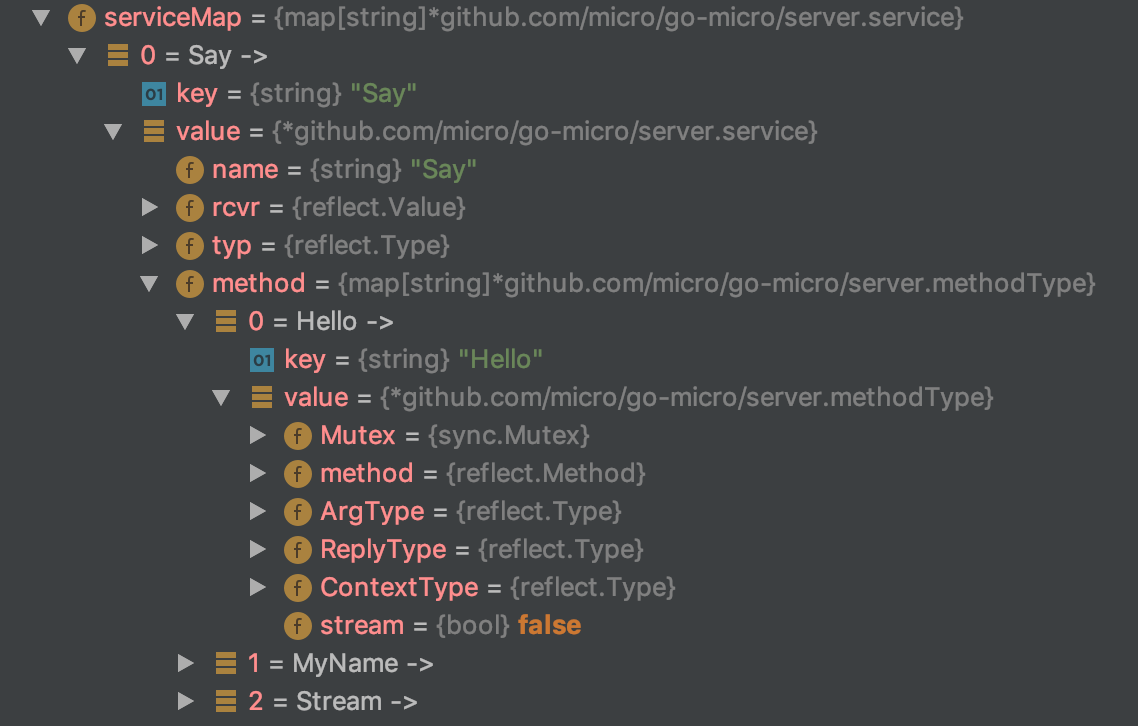 serviceMap = {map[string]*github.com/micro/go-micro/server.service}
0 = Say ->
01 key = {string} "Say"
value = {*github.com/micro/go-micro/server.service}
f name = {string} "Say"
f rcvr = {reflect.Value}
f typ = {reflect.Type}
f method = {map[string]*github.com/micro/go-micro/server.methodType}
0 = Hello ->
01 key = {string} "Hello"
value = {*github.com/micro/go-micro/server.methodType}
f Mutex = {sync.Mutex}
f method = {reflect.Method}
f ArgType = {reflect.Type}
f ReplyType = {reflect.Type}
f ContextType = {reflect.Type}
f stream = {bool} false
1 = MyName ->
2 = Stream ->